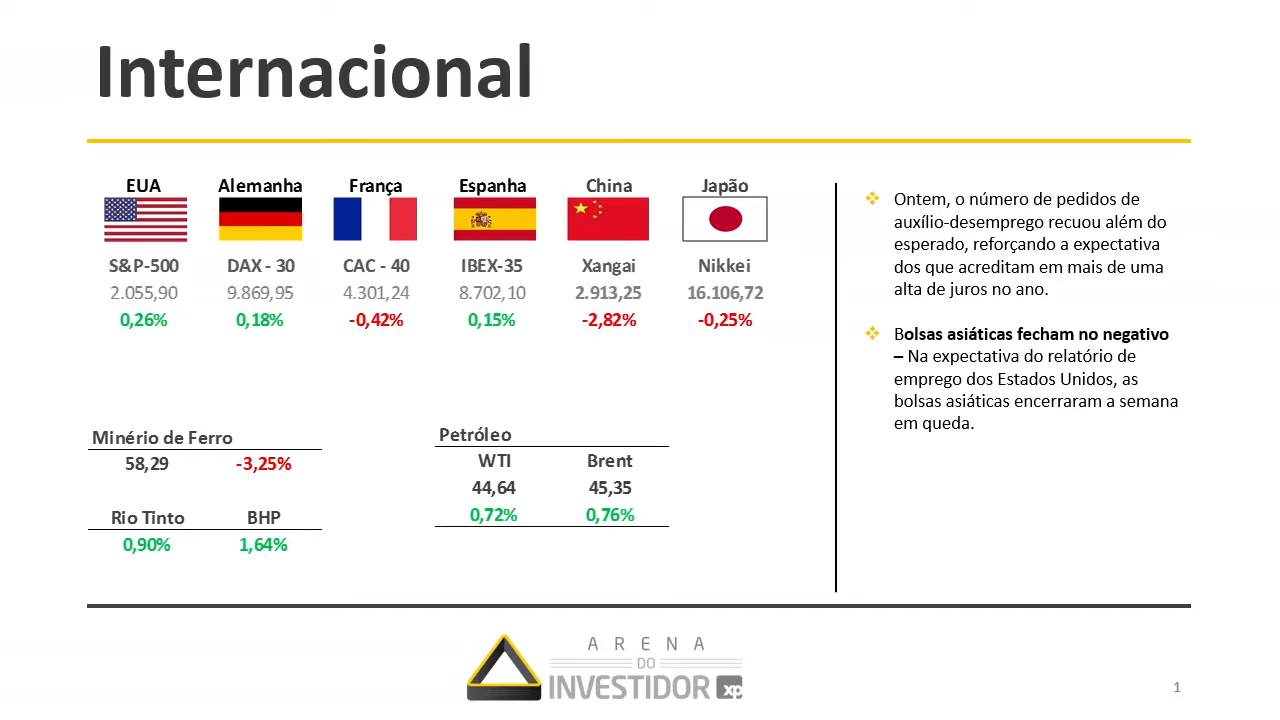 Internacional
EUA Alemanha França Espanha China Japão
S&P-500 DAX - 30 CAC - 40 IBEX-35 Xangai Nikkei
2.055,90 9.869,95 4.301,24 8.702,10 2.913,25 16.106,72
0,26% 0,18% -0,42% 0,15% -2,82% -0,25%
Minério de Ferro
58,29 -3,25%
Rio Tinto BHP
0,90% 1,64%
Petróleo
WTI Brent
44,64 45,35
0,72% 0,76%
Ontem, o número de pedidos de
auxílio-desemprego recuou além do
esperado, reforçando a expectativa
dos que acreditam em mais de uma
alta de juros no ano.
Bolsas asiáticas fecham no negativo
– Na expectativa do relatório de
emprego dos Estados Unidos, as
bolsas asiáticas encerraram a semana
em queda.
ARENA
DO
INVESTIDOR xp
1